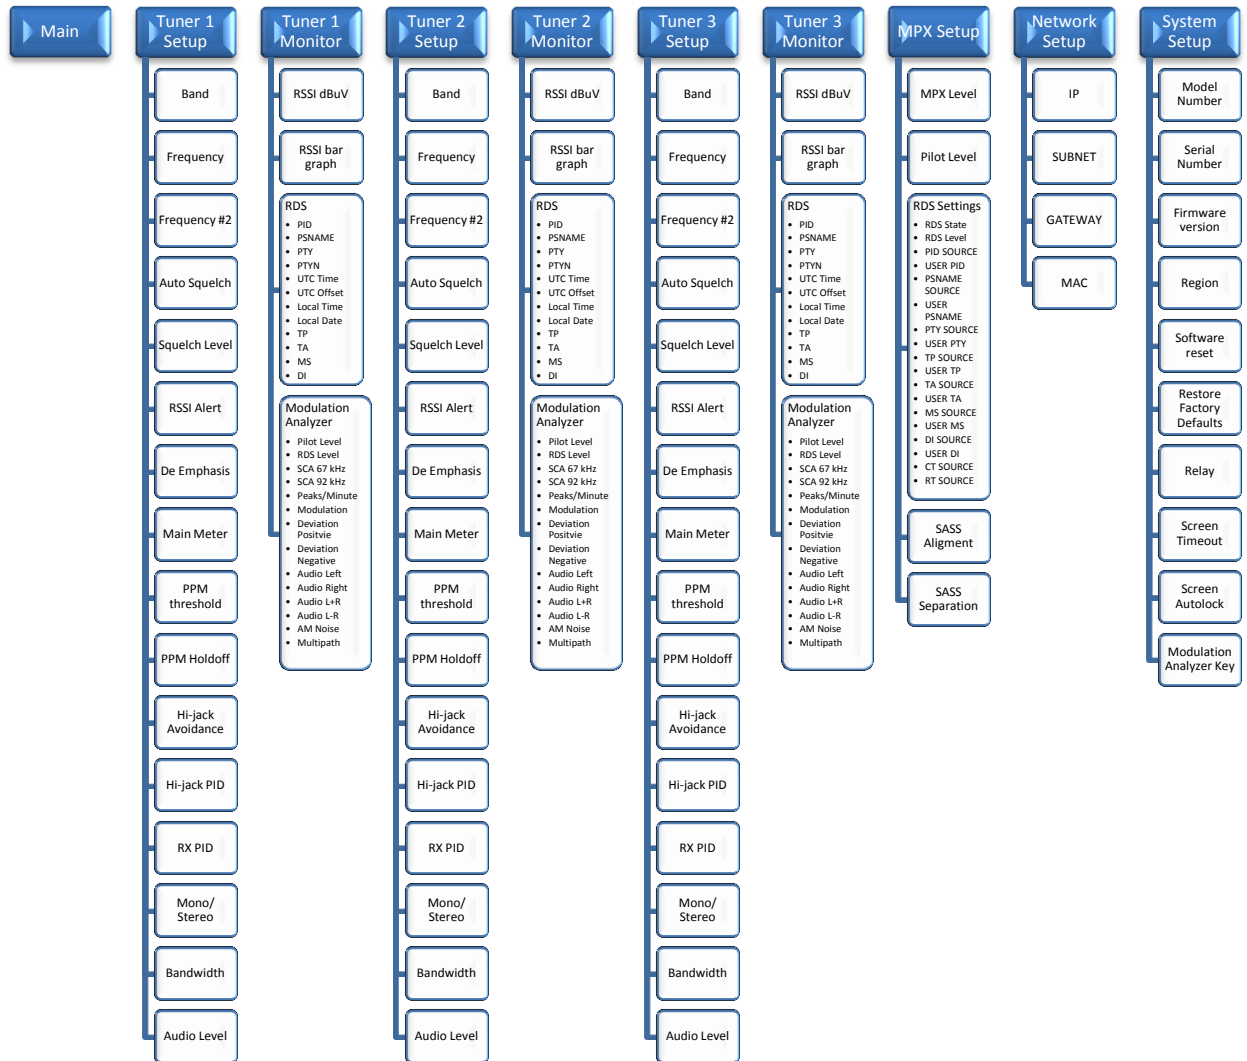 Main
Tuner 1
Setup
Band
Frequency
Frequency #2
Auto Squelch
Squelch Level
RSSI Alert
De Emphasis
Main Meter
PPM
threshold
PPM Holdoff
Hi-jack
Avoidance
Hi-jack PID
RX PID
Mono/
Stereo
Bandwidth
Audio Level
Tuner 1
Monitor
RSSI dBuV
RSSI bar
graph
RDS
• PID
• PSNAME
• PTY
• PTYN
• UTC Time
• UTC Offset
• Local Time
• Local Date
• TP
• TA
• MS
• DI
Modulation
Analyzer
• Pilot Level
• RDS Level
• SCA 67 kHz
• SCA 92 kHz
• Peaks/Minute
• Modulation
• Deviation
Positvie
• Deviation
Negative
• Audio Left
• Audio Right
• Audio L+R
• Audio L-R
• AM Noise
• Multipath
Tuner 2
Setup
Band
Frequency
Frequency #2
Auto Squelch
Squelch Level
RSSI Alert
De Emphasis
Main Meter
PPM
threshold
PPM Holdoff
Hi-jack
Avoidance
Hi-jack PID
RX PID
Mono/
Stereo
Bandwidth
Audio Level
Tuner 2
Monitor
RSSI dBuV
RSSI bar
graph
RDS
• PID
• PSNAME
• PTY
• PTYN
• UTC Time
• UTC Offset
• Local Time
• Local Date
• TP
• TA
• MS
• DI
Modulation
Analyzer
• Pilot Level
• RDS Level
• SCA 67 kHz
• SCA 92 kHz
• Peaks/Minute
• Modulation
• Deviation
Positvie
• Deviation
Negative
• Audio Left
• Audio Right
• Audio L+R
• Audio L-R
• AM Noise
• Multipath
Tuner 3
Setup
Band
Frequency
Frequency #2
Auto Squelch
Squelch Level
RSSI Alert
De Emphasis
Main Meter
PPM
threshold
PPM Holdoff
Hi-jack
Avoidance
Hi-jack PID
RX PID
Mono/
Stereo
Bandwidth
Audio Level
Tuner 3
Monitor
RSSI dBuV
RSSI bar
graph
RDS
• PID
• PSNAME
• PTY
• PTYN
• UTC Time
• UTC Offset
• Local Time
• Local Date
• TP
• TA
• MS
• DI
Modulation
Analyzer
• Pilot Level
• RDS Level
• SCA 67 kHz
• SCA 92 kHz
• Peaks/Minute
• Modulation
• Deviation
Positvie
• Deviation
Negative
• Audio Left
• Audio Right
• Audio L+R
• Audio L-R
• AM Noise
• Multipath
MPX Setup
MPX Level
Pilot Level
RDS Settings
• RDS State
• RDS Level
• PID SOURCE
• USER PID
• PSNAME
SOURCE
• USER
PSNAME
• PTY SOURCE
• USER PTY
• TP SOURCE
• USER TP
• TA SOURCE
• USER TA
• MS SOURCE
• USER MS
• DI SOURCE
• USER DI
• CT SOURCE
• RT SOURCE
SASS
Aligment
SASS
Separation
Network
Setup
IP
SUBNET
GATEWAY
MAC
System
Setup
Model
Number
Serial
Number
Firmware
version
Region
Software
reset
Restore
Factory
Defaults
Relay
Screen
Timeout
Screen
Autolock
Modulation
Analyzer Key